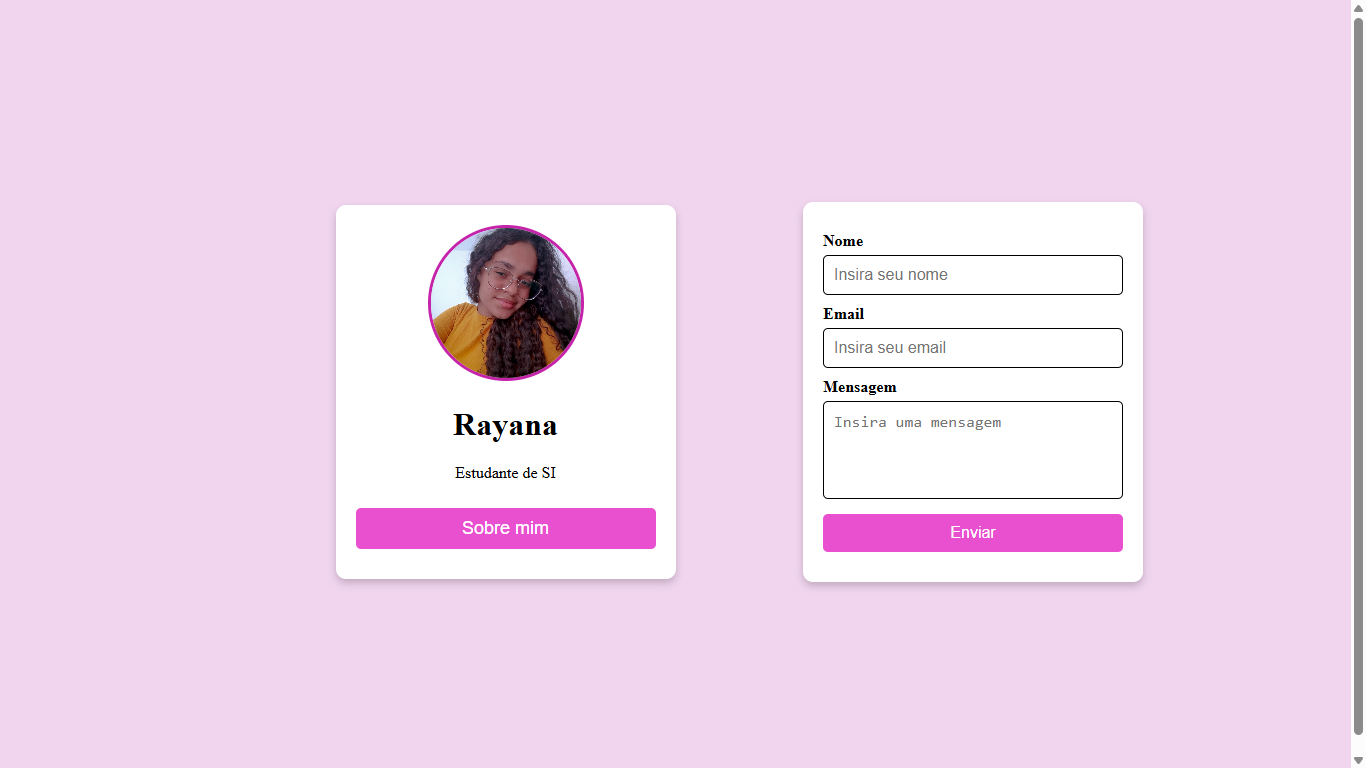 Rayana
Estudante de SI
Sobre mim
Nome
Insira seu nome
Email
Insira seu email
Mensagem
Insira uma mensagem
Enviar